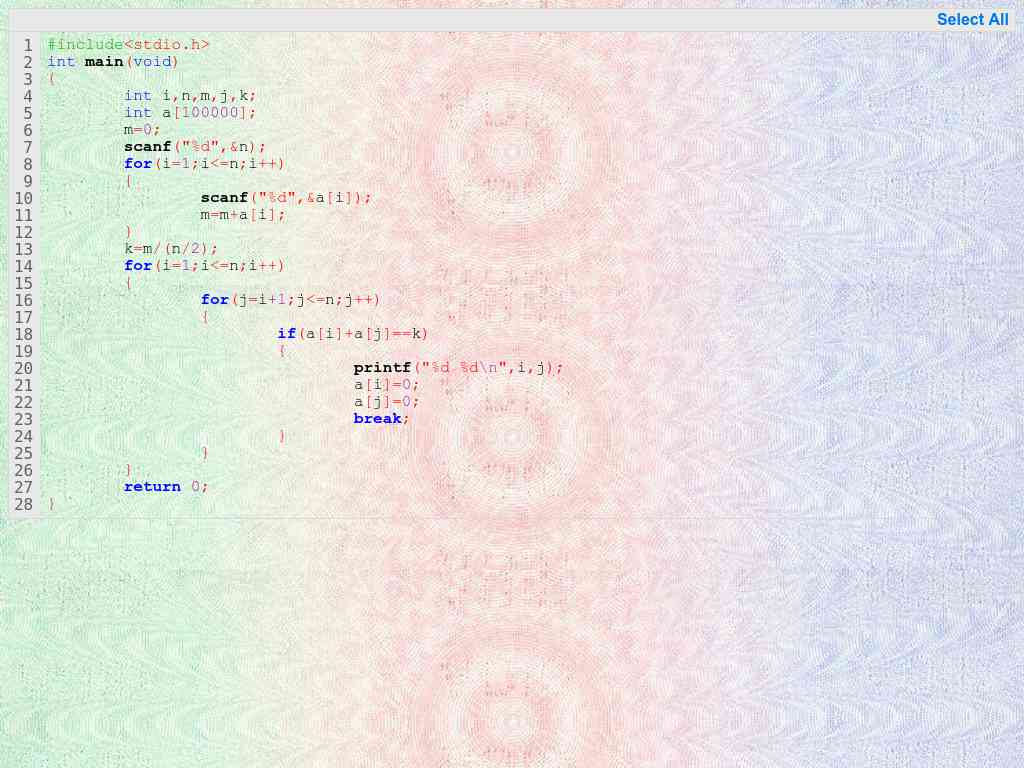 Select All
1 #include<stdio.h>
2 int main(void)
3 {
4         int i,n,m,j,k;
5         int a[100000];
6         m=0;
7         scanf("%d",&n);
8         for(i=1;i<=n;i++)
9         {
10                 scanf("%d",&a[i]);
11                 m=m+a[i];
12         }
13         k=m/(n/2);
14         for(i=1;i<=n;i++)
15         {
16                 for(j=i+1;j<=n;j++)
17                 {
18                         if(a[i]+a[j]==k)
19                         {
20                                 printf("%d %d\n",i,j);
21                                 a[i]=0;
22                                 a[j]=0;
23                                 break;
24                         }
25                 }
26         }
27         return 0;
28 }